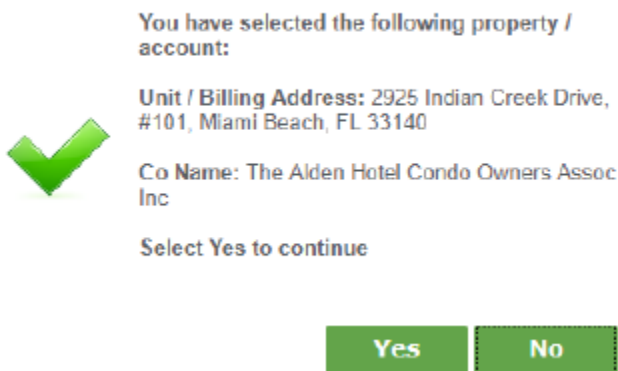 You have selected the following property /
account:
Unit / Billing Address: 2925 Indian Creek Drive,
#101, Miami Beach, FL 33140
Co Name: The Alden Hotel Condo Owners Assoc
Inc
Select Yes to continue
Yes
No